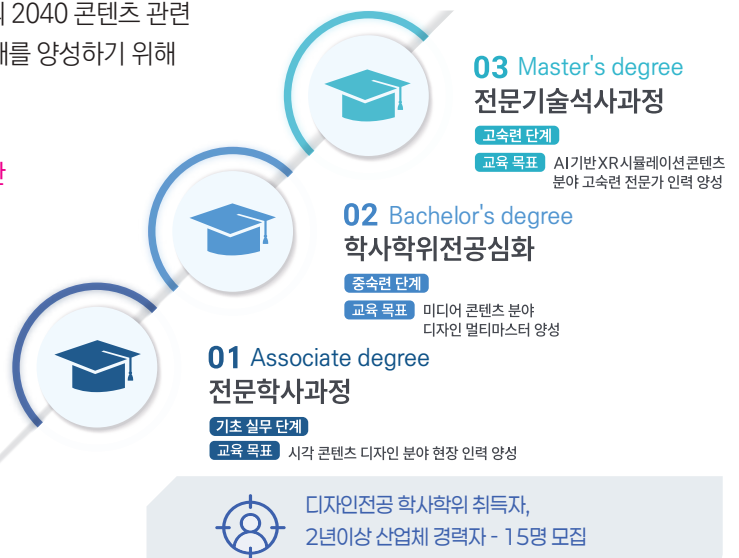 2040 콘텐츠 관련
를 양성하기 위해
03 Master's degree
전문기술석사과정
고숙련 단계
교육 목표 AI기반XR시뮬레이션콘텐츠
분야 고숙련 전문가 인력 양성
02 Bachelor's degree
학사학위전공심화
중숙련 단계
교육 목표 미디어 콘텐츠 분야
디자인 멀티마스터 양성
01 Associate degree
전문학사과정
기초 실무 단계
교육 목표 시각 콘텐츠 디자인 분야 현장 인력 양성
디자인전공 학사학위 취득자,
2년이상 산업체 경력자 - 15명 모집